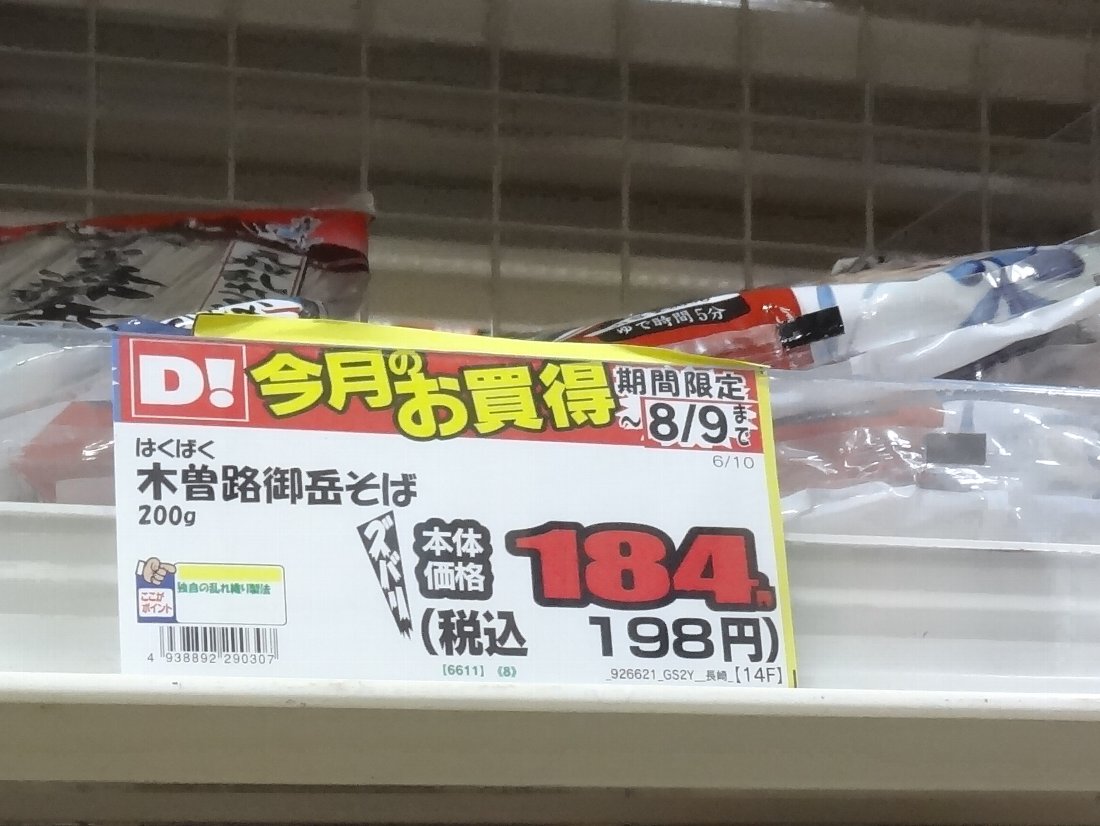 ゆで時間5分
D! 今月のお買得 期間限定
~8/9まで
6/10
はくばく
木曽路御岳そば
200g
ズバリ 本体価格 184円
(税込 198円)
ここがポイント
独自の乱れ織り製法
4 938892 290307
【6611】 《8》
_926621_GS2Y__長崎_【14F】